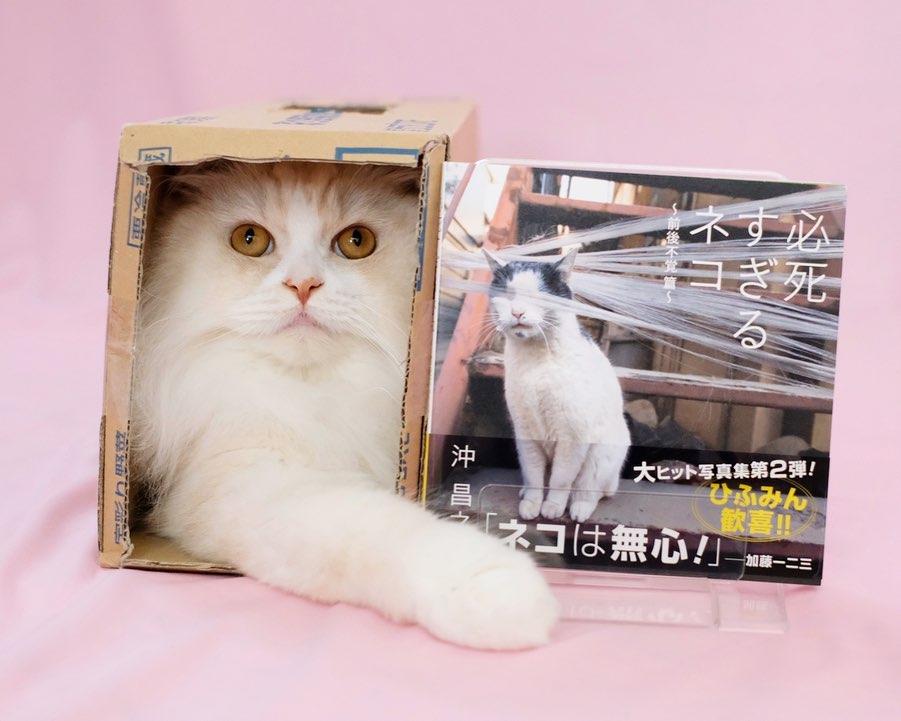 必死
すぎる
ネコ
〜前後不覚篇〜
沖昌
大ヒット写真集第2弾!
ひふみん
歓喜!!
「ネコは無心!」—加藤一二三